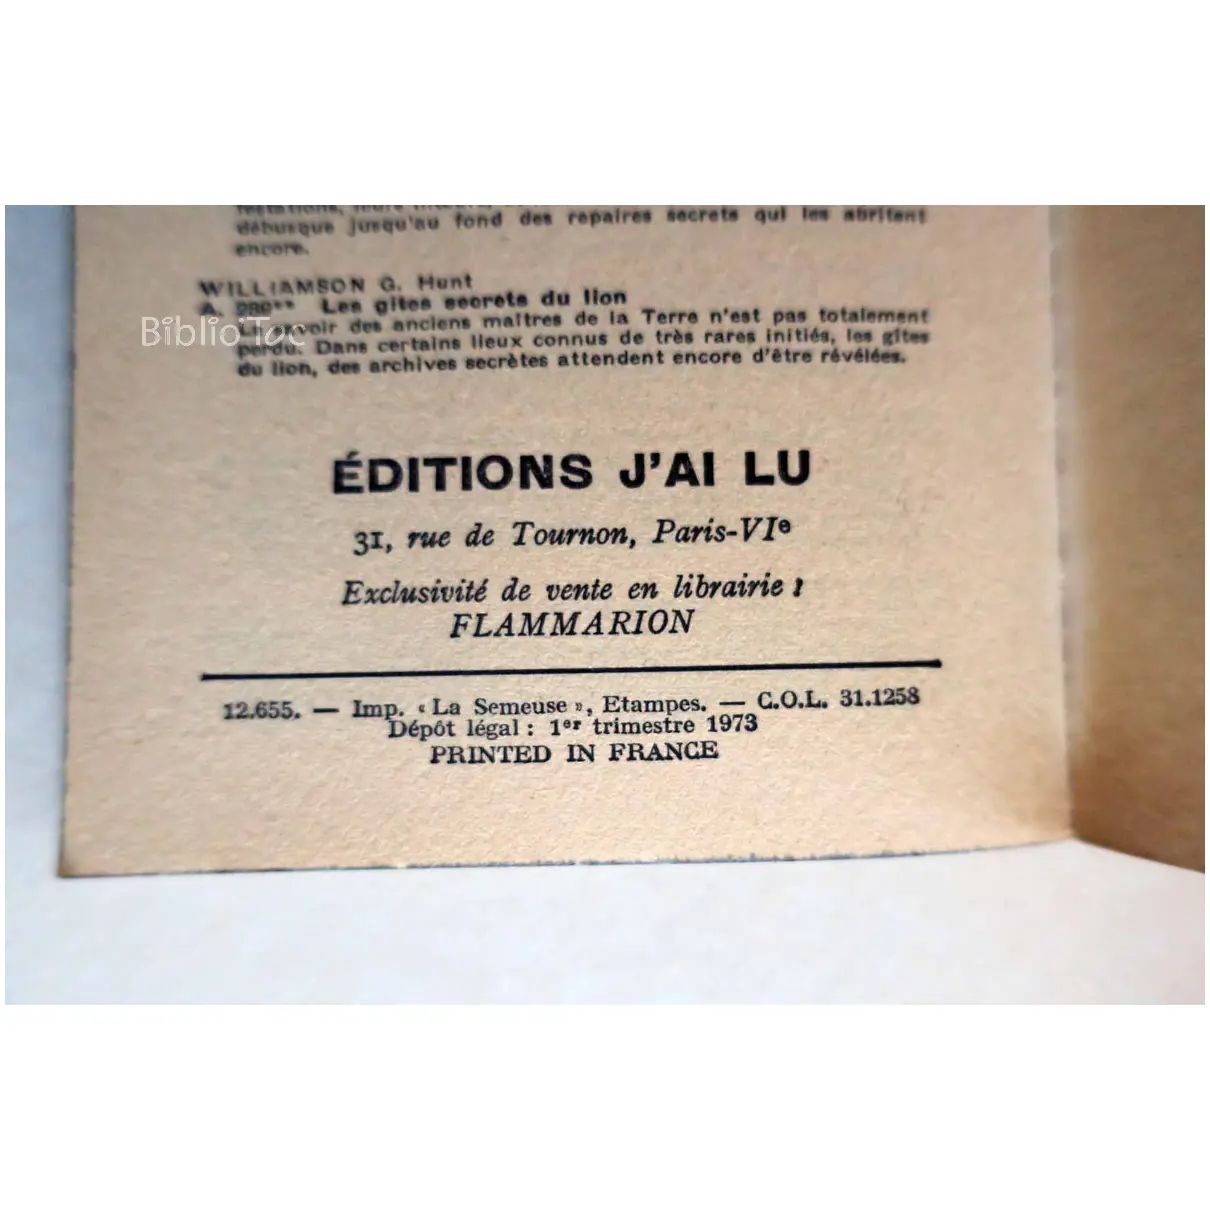 débusque jusqu'au fond des repaires secrets qui les abritent
encore.
WILLIAMSON G. Hunt
A. Les gîtes secrets du lion
des anciens maîtres de la Terre n'est pas totalement
perdu. Dans certains lieux connus de très rares initiés, les gîtes
du lion, des archives secrètes attendent encore d'être révélées.
Biblio'Toc
ÉDITIONS J'AI LU
31, rue de Tournon, Paris-VIe
Exclusivité de vente en librairie :
FLAMMARION
12.655. — Imp. « La Semeuse », Etampes. — C.O.L. 31.1258
Dépôt légal : 1er trimestre 1973
PRINTED IN FRANCE